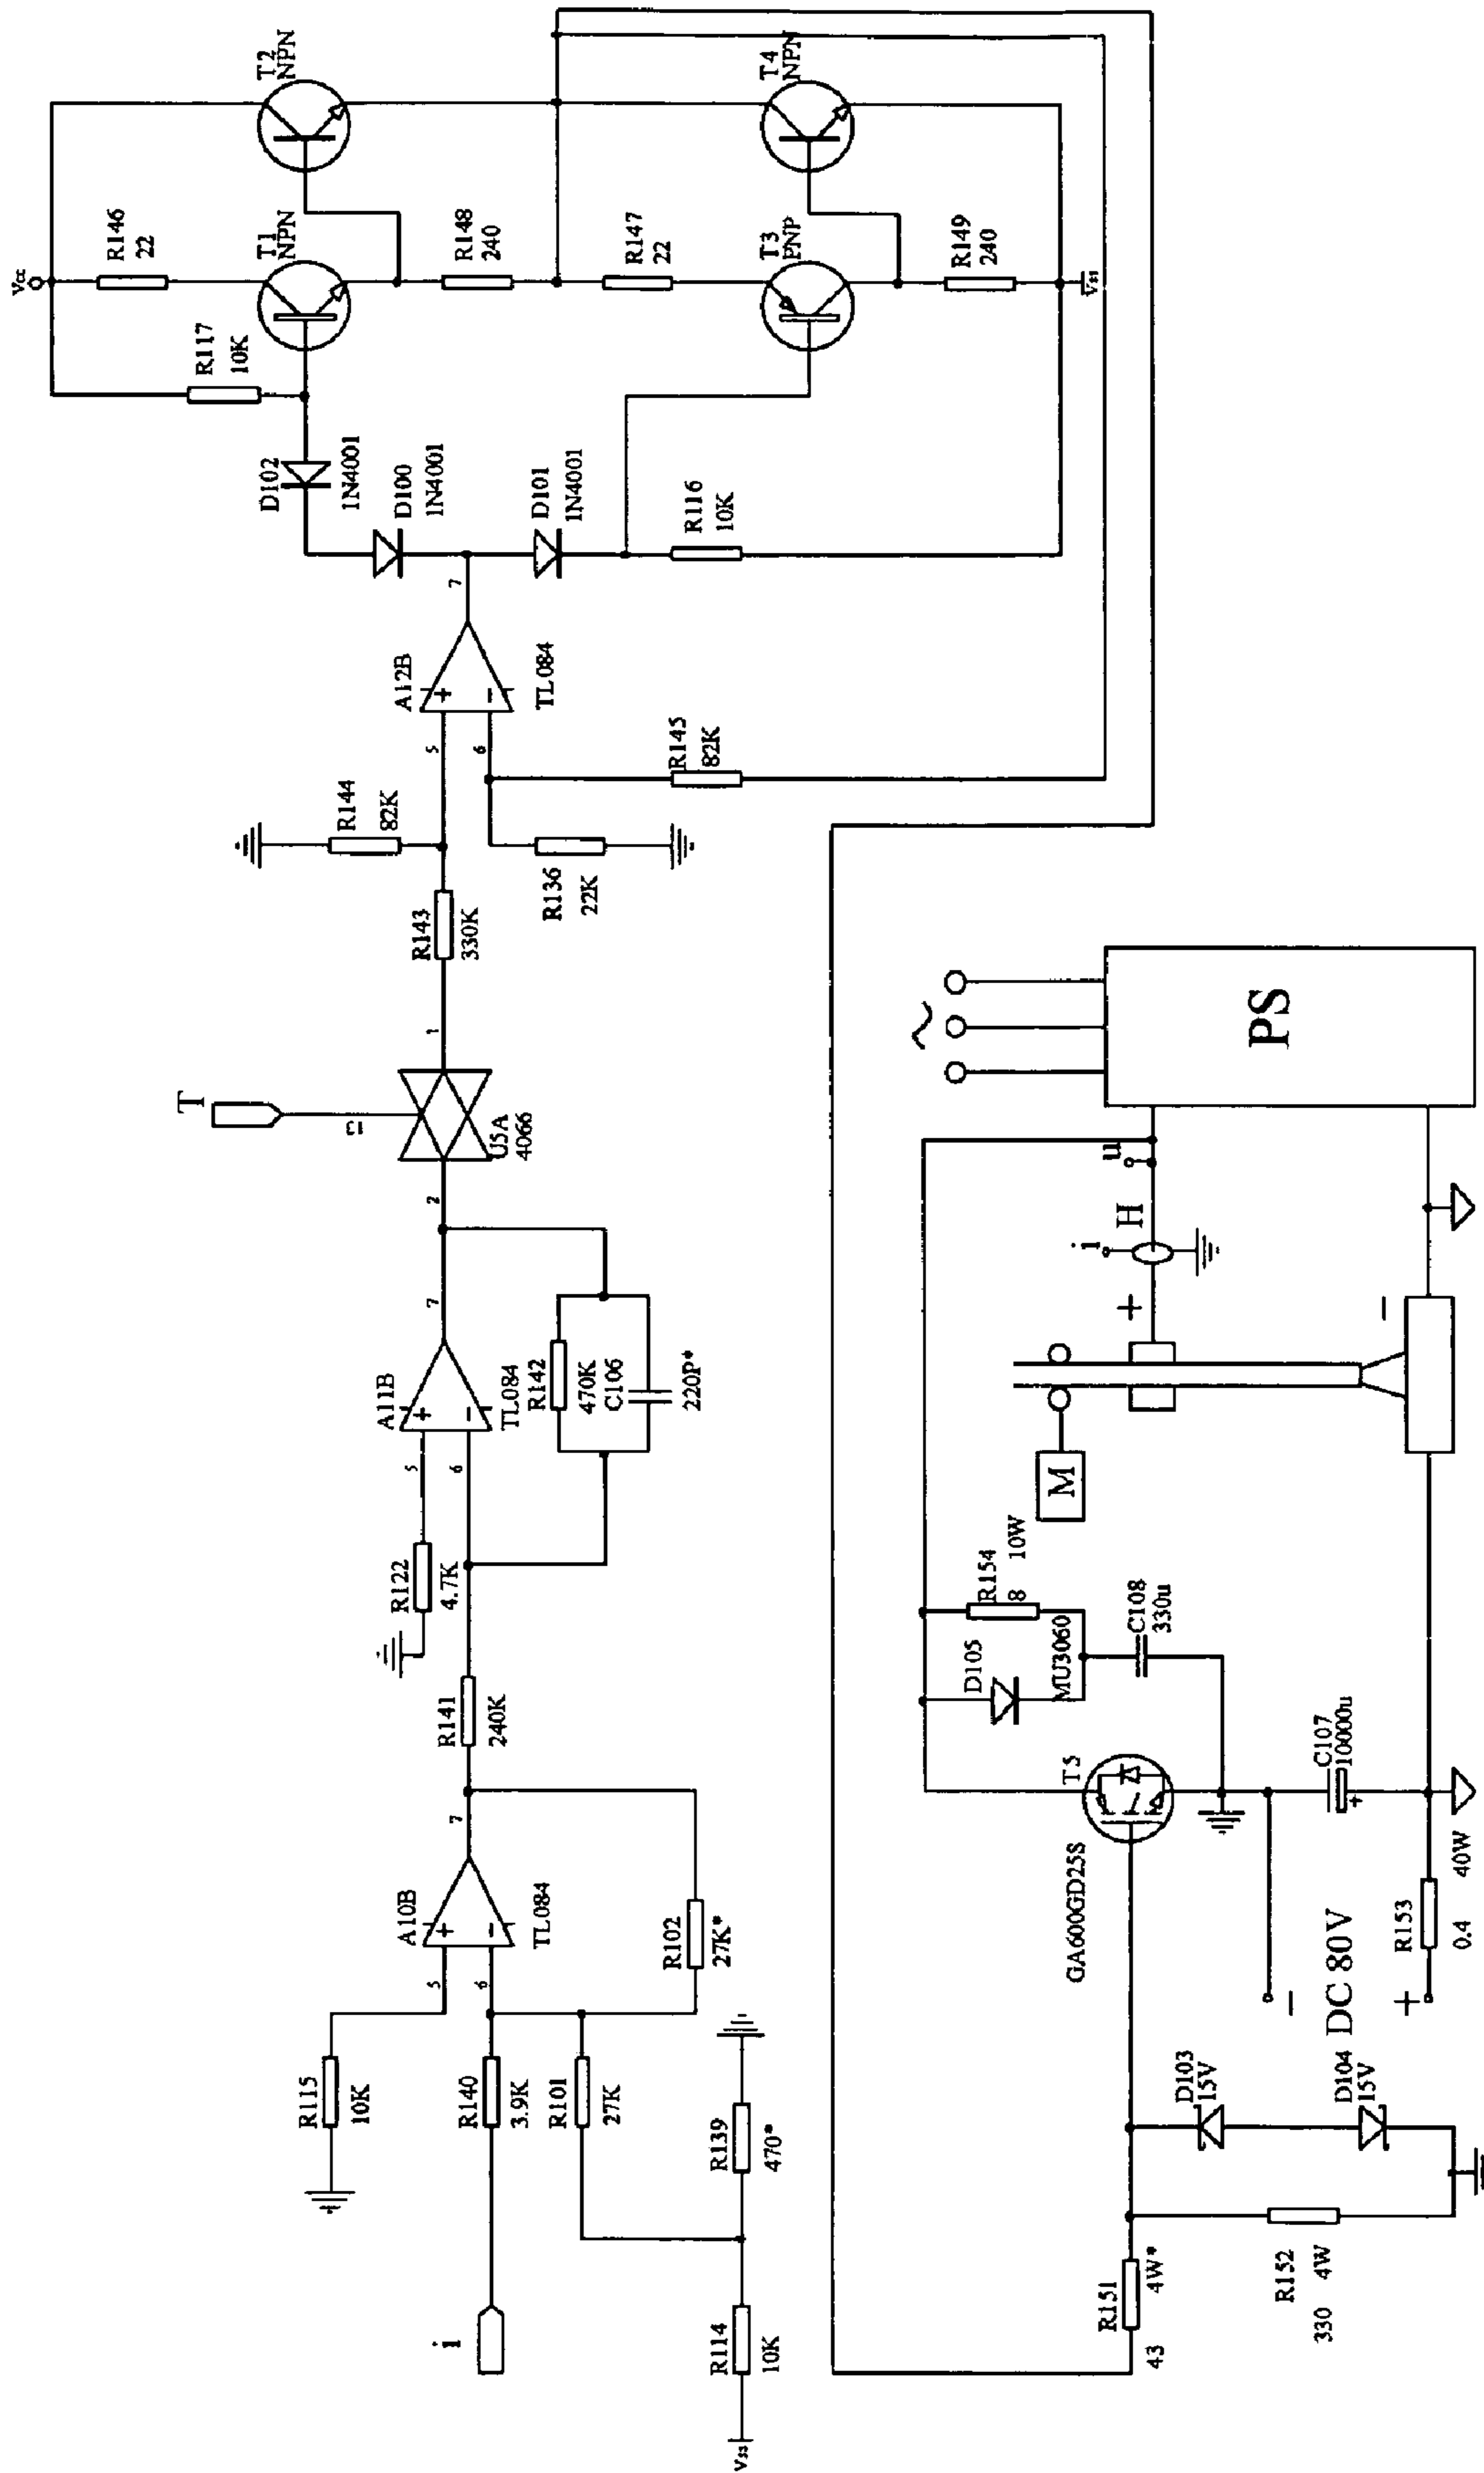 Vcc
R146
22
R117
10K
T1
NPN
T2
NPN
D102
1N4001
D100
1N4001
D101
1N4001
R148
240
R147
22
T3
PNP
T4
NPN
R116
10K
R149
240
7
A12B
+
-
TL084
5
6
R144
82K
R145
82K
R143
330K
R136
22K
1
T
13
U5A
4066
2
7
A11B
+
-
TL084
5
6
R142
470K
C106
220P*
R122
4.7K
R141
240K
7
A10B
+
-
TL084
5
6
R102
27K*
R115
10K
R140
3.9K
R101
27K
R139
470*
i
R114
10K
Vss
~
PS
u
H
i
+
-
M
R154
8
10W
D105
MU3060
C108
330u
T5
GA600GD25S
C107
10000u
+
-
DC 80V
+
R153
0.4
40W
D103
15V
D104
15V
R151
43
4W*
R152
330
4W